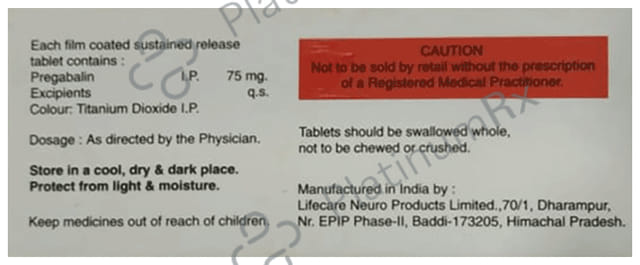 Each film coated sustained release
tablet contains :
Pregabalin I.P. 75 mg.
Excipients q.s.
Colour: Titanium Dioxide I.P.
Dosage : As directed by the Physician.
Store in a cool, dry & dark place.
Protect from light & moisture.
Keep medicines out of reach of children.
CAUTION
Not to be sold by retail without the prescription
of a Registered Medical Practitioner.
Tablets should be swallowed whole,
not to be chewed or crushed.
Manufactured in India by :
Lifecare Neuro Products Limited.,70/1, Dharampur,
Nr. EPIP Phase-II, Baddi-173205, Himachal Pradesh.
PlatinumRx